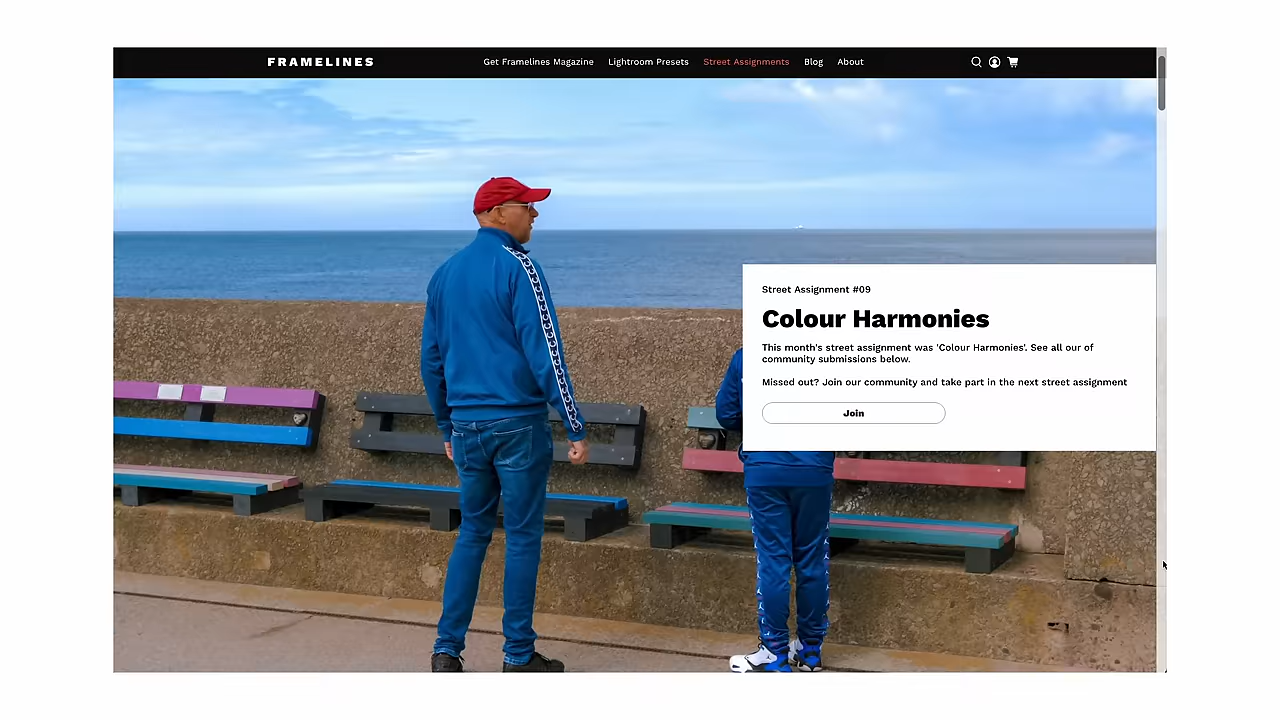 FRAMELINES
Get Framelines Magazine
Lightroom Presets
Street Assignments
Blog
About
Street Assignment #09
Colour Harmonies
This month's street assignment was 'Colour Harmonies'. See all our of
community submissions below.
Missed out? Join our community and take part in the next street assignment
Join